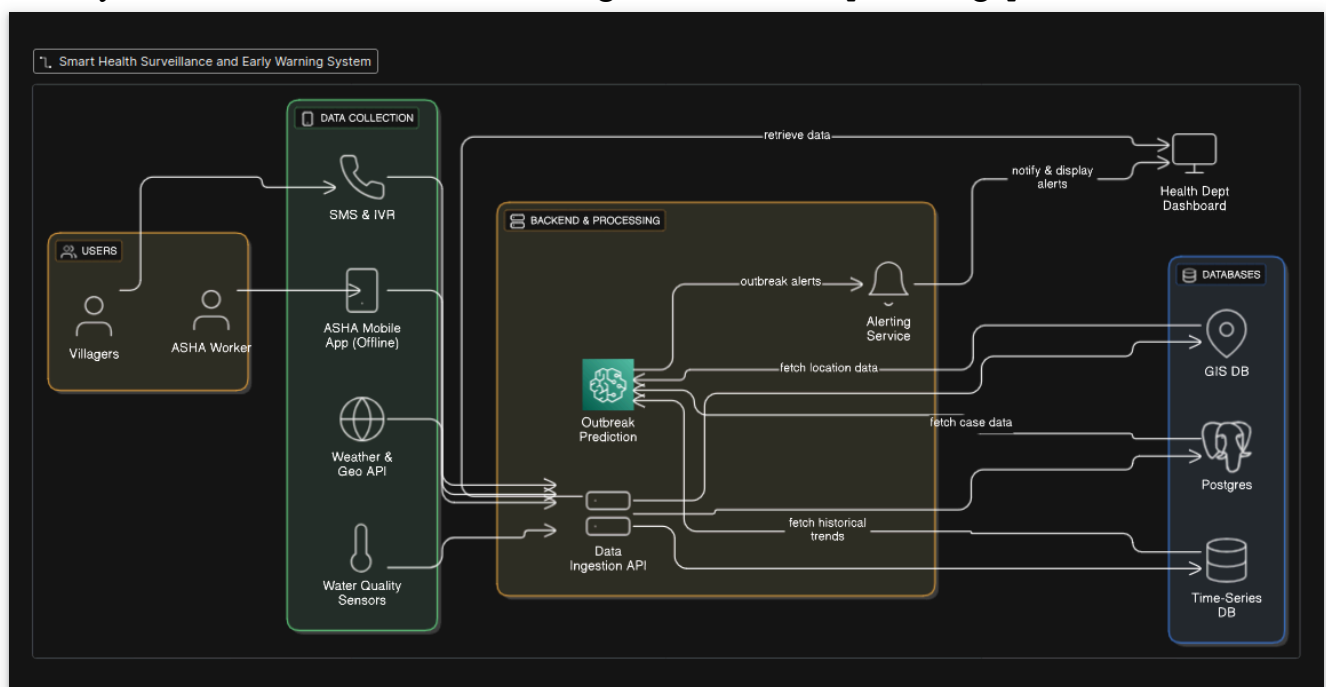 Smart Health Surveillance and Early Warning System
DATA COLLECTION
SMS & IVR
ASHA Mobile
App (Offline)
Weather &
Geo API
Water Quality
Sensors
USERS
Villagers
ASHA Worker
BACKEND & PROCESSING
outbreak alerts
Alerting
Service
fetch location data
Outbreak
Prediction
fetch case data
fetch historical
trends
Data
Ingestion API
retrieve data
notify & display
alerts
Health Dept
Dashboard
DATABASES
GIS DB
Postgres
Time-Series
DB